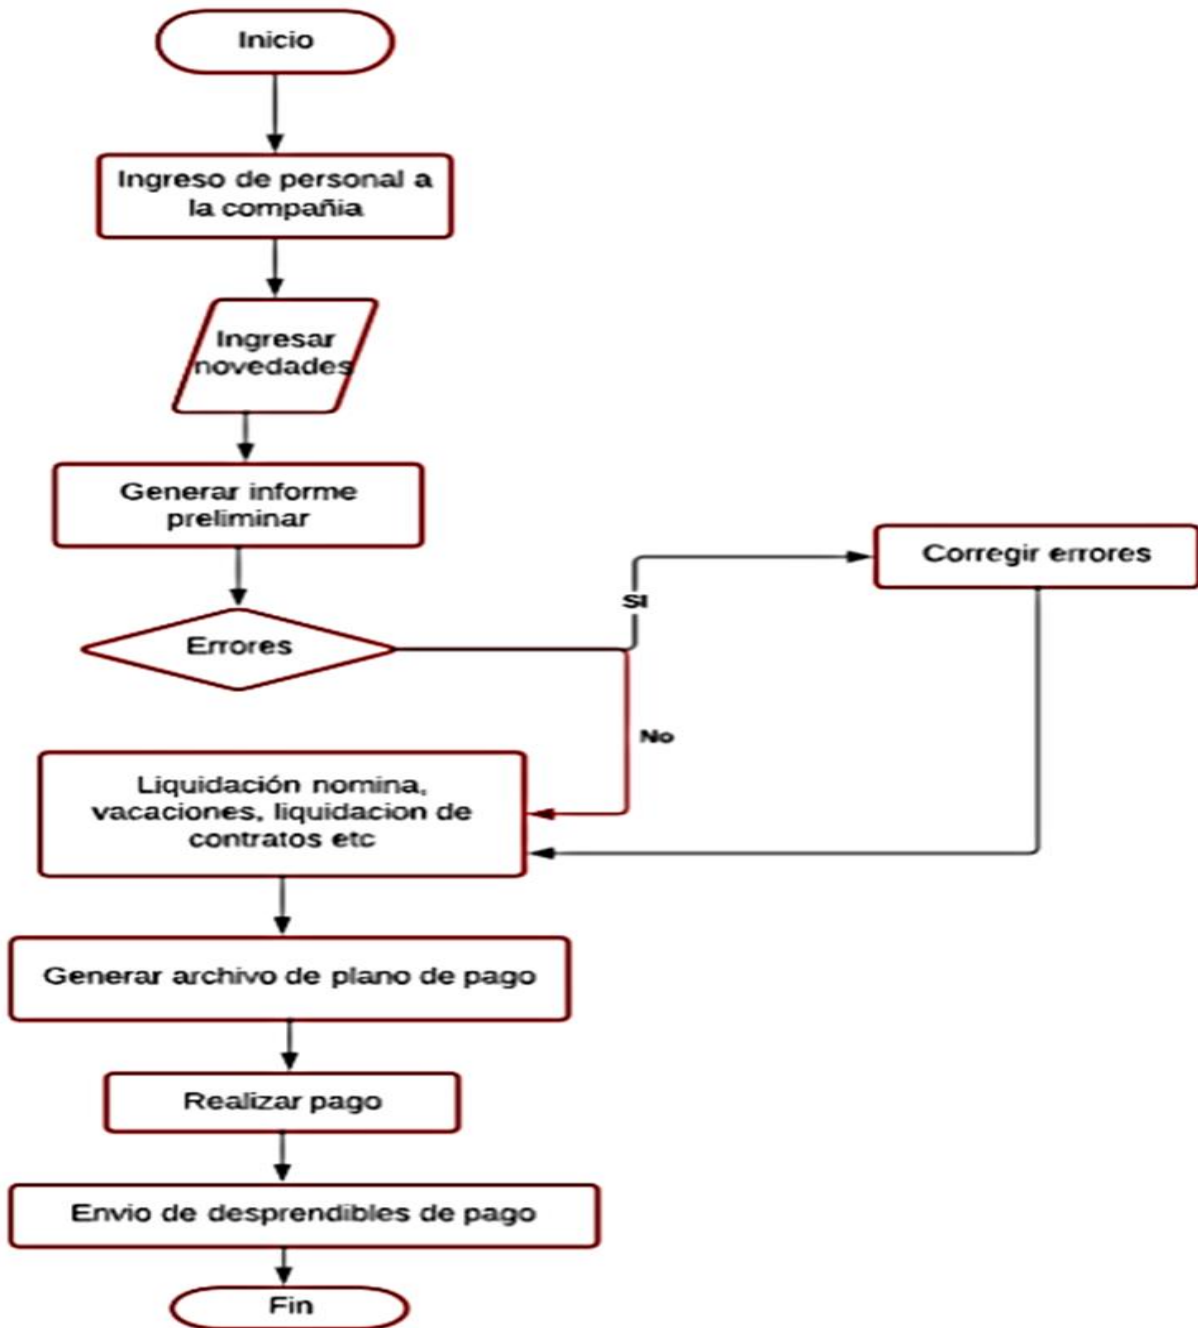 Inicio
Ingreso de personal a
la compañia
Ingresar
novedades
Generar informe
preliminar
Errores
SI
Corregir errores
No
Liquidación nomina,
vacaciones, liquidacion de
contratos etc
Generar archivo de plano de pago
Realizar pago
Envio de desprendibles de pago
Fin